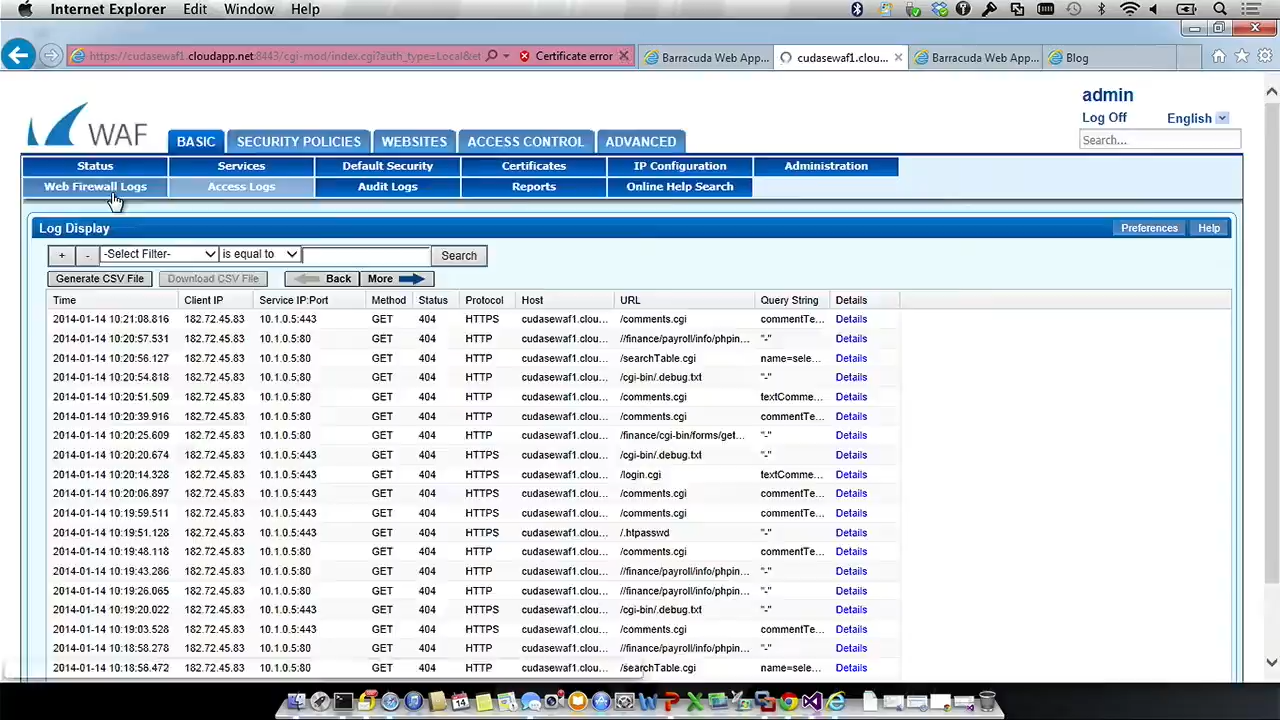 Internet Explorer Edit Window Help
https://cudasewaf1.cloudapp.net:8443/cgi-mod/index.cgi?auth_type=Local&et Certificate error Barracuda Web App... cudasewaf1.clou... Barracuda Web App... Blog
admin
Log Off English
Search...
WAF BASIC SECURITY POLICIES WEBSITES ACCESS CONTROL ADVANCED
Status Services Default Security Certificates IP Configuration Administration
Web Firewall Logs Access Logs Audit Logs Reports Online Help Search
Log Display Preferences Help
+ - -Select Filter- is equal to Search
Generate CSV File Download CSV File Back More
Time Client IP Service IP:Port Method Status Protocol Host URL Query String Details
2014-01-14 10:21:08.816 182.72.45.83 10.1.0.5:443 GET 404 HTTPS cudasewaf1.clou... /comments.cgi commentTe... Details
2014-01-14 10:20:57.531 182.72.45.83 10.1.0.5:80 GET 404 HTTP cudasewaf1.clou... //finance/payroll/info/phpin... "-" Details
2014-01-14 10:20:56.127 182.72.45.83 10.1.0.5:80 GET 404 HTTP cudasewaf1.clou... /searchTable.cgi name=sele... Details
2014-01-14 10:20:54.818 182.72.45.83 10.1.0.5:80 GET 404 HTTP cudasewaf1.clou... /cgi-bin/.debug.txt "-" Details
2014-01-14 10:20:51.509 182.72.45.83 10.1.0.5:80 GET 404 HTTP cudasewaf1.clou... /comments.cgi textComme... Details
2014-01-14 10:20:39.916 182.72.45.83 10.1.0.5:80 GET 404 HTTP cudasewaf1.clou... /comments.cgi commentTe... Details
2014-01-14 10:20:25.609 182.72.45.83 10.1.0.5:80 GET 404 HTTP cudasewaf1.clou... /finance/cgi-bin/forms/get... "-" Details
2014-01-14 10:20:20.674 182.72.45.83 10.1.0.5:443 GET 404 HTTPS cudasewaf1.clou... /cgi-bin/.debug.txt "-" Details
2014-01-14 10:20:14.328 182.72.45.83 10.1.0.5:443 GET 404 HTTPS cudasewaf1.clou... /login.cgi textComme... Details
2014-01-14 10:20:06.897 182.72.45.83 10.1.0.5:443 GET 404 HTTPS cudasewaf1.clou... /comments.cgi commentTe... Details
2014-01-14 10:19:59.511 182.72.45.83 10.1.0.5:443 GET 404 HTTPS cudasewaf1.clou... /comments.cgi commentTe... Details
2014-01-14 10:19:51.128 182.72.45.83 10.1.0.5:443 GET 404 HTTPS cudasewaf1.clou... /.htpasswd "-" Details
2014-01-14 10:19:48.118 182.72.45.83 10.1.0.5:80 GET 404 HTTP cudasewaf1.clou... /comments.cgi commentTe... Details
2014-01-14 10:19:43.286 182.72.45.83 10.1.0.5:80 GET 404 HTTP cudasewaf1.clou... //finance/payroll/info/phpin... "-" Details
2014-01-14 10:19:26.065 182.72.45.83 10.1.0.5:80 GET 404 HTTP cudasewaf1.clou... //finance/payroll/info/phpin... "-" Details
2014-01-14 10:19:20.022 182.72.45.83 10.1.0.5:443 GET 404 HTTPS cudasewaf1.clou... /cgi-bin/.debug.txt "-" Details
2014-01-14 10:19:03.528 182.72.45.83 10.1.0.5:443 GET 404 HTTPS cudasewaf1.clou... /comments.cgi commentTe... Details
2014-01-14 10:18:58.278 182.72.45.83 10.1.0.5:80 GET 404 HTTP cudasewaf1.clou... //finance/payroll/info/phpin... "-" Details
2014-01-14 10:18:56.472 182.72.45.83 10.1.0.5:80 GET 404 HTTP cudasewaf1.clou... /searchTable.cgi name=sele... Details